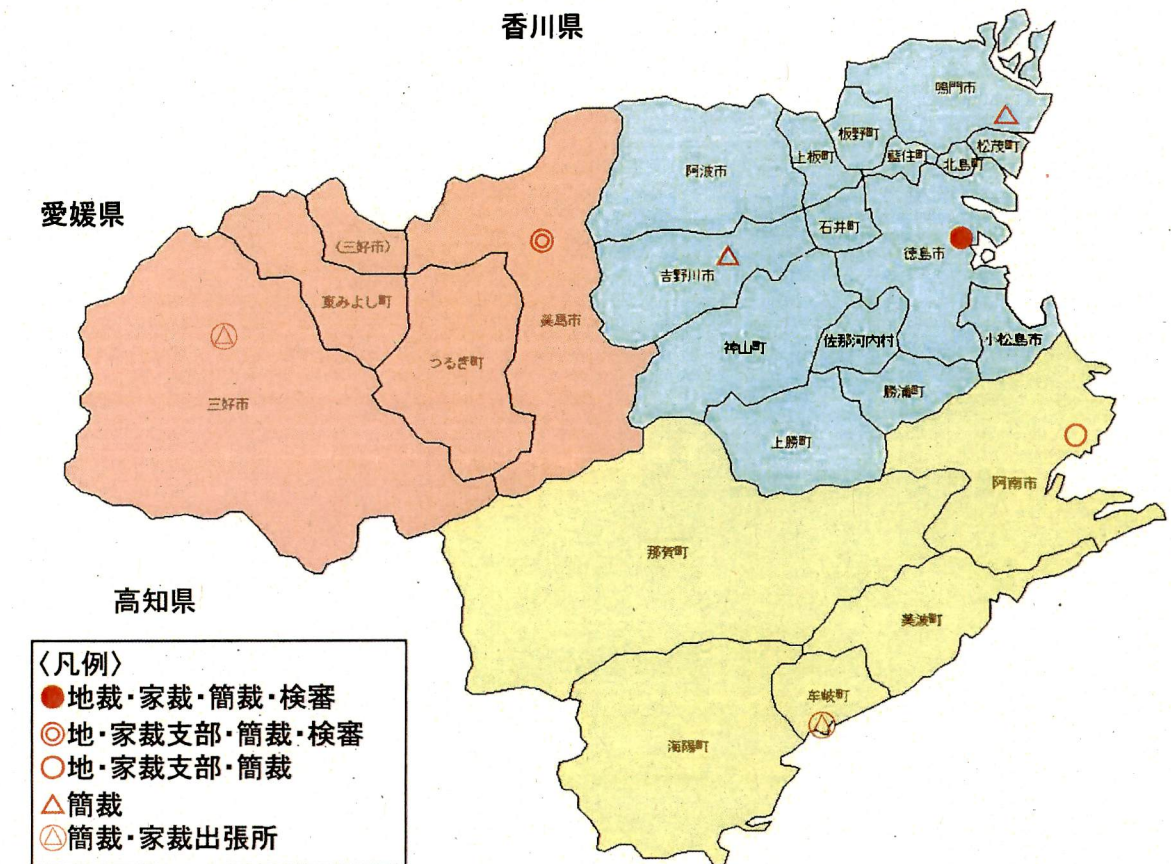 香川県
鳴門市
板野町
松茂町
上板町
藍住町
北島町
阿波市
愛媛県
石井町
(三好市)
徳島市
吉野川市
東みよし町
美馬市
小松島市
神山町
佐那河内村
つるぎ町
勝浦町
三好市
上勝町
阿南市
那賀町
高知県
美波町
牟岐町
海陽町
〈凡例〉
●地裁・家裁・簡裁・検審
◎地・家裁支部・簡裁・検審
○地・家裁支部・簡裁
△簡裁
簡裁・家裁出張所